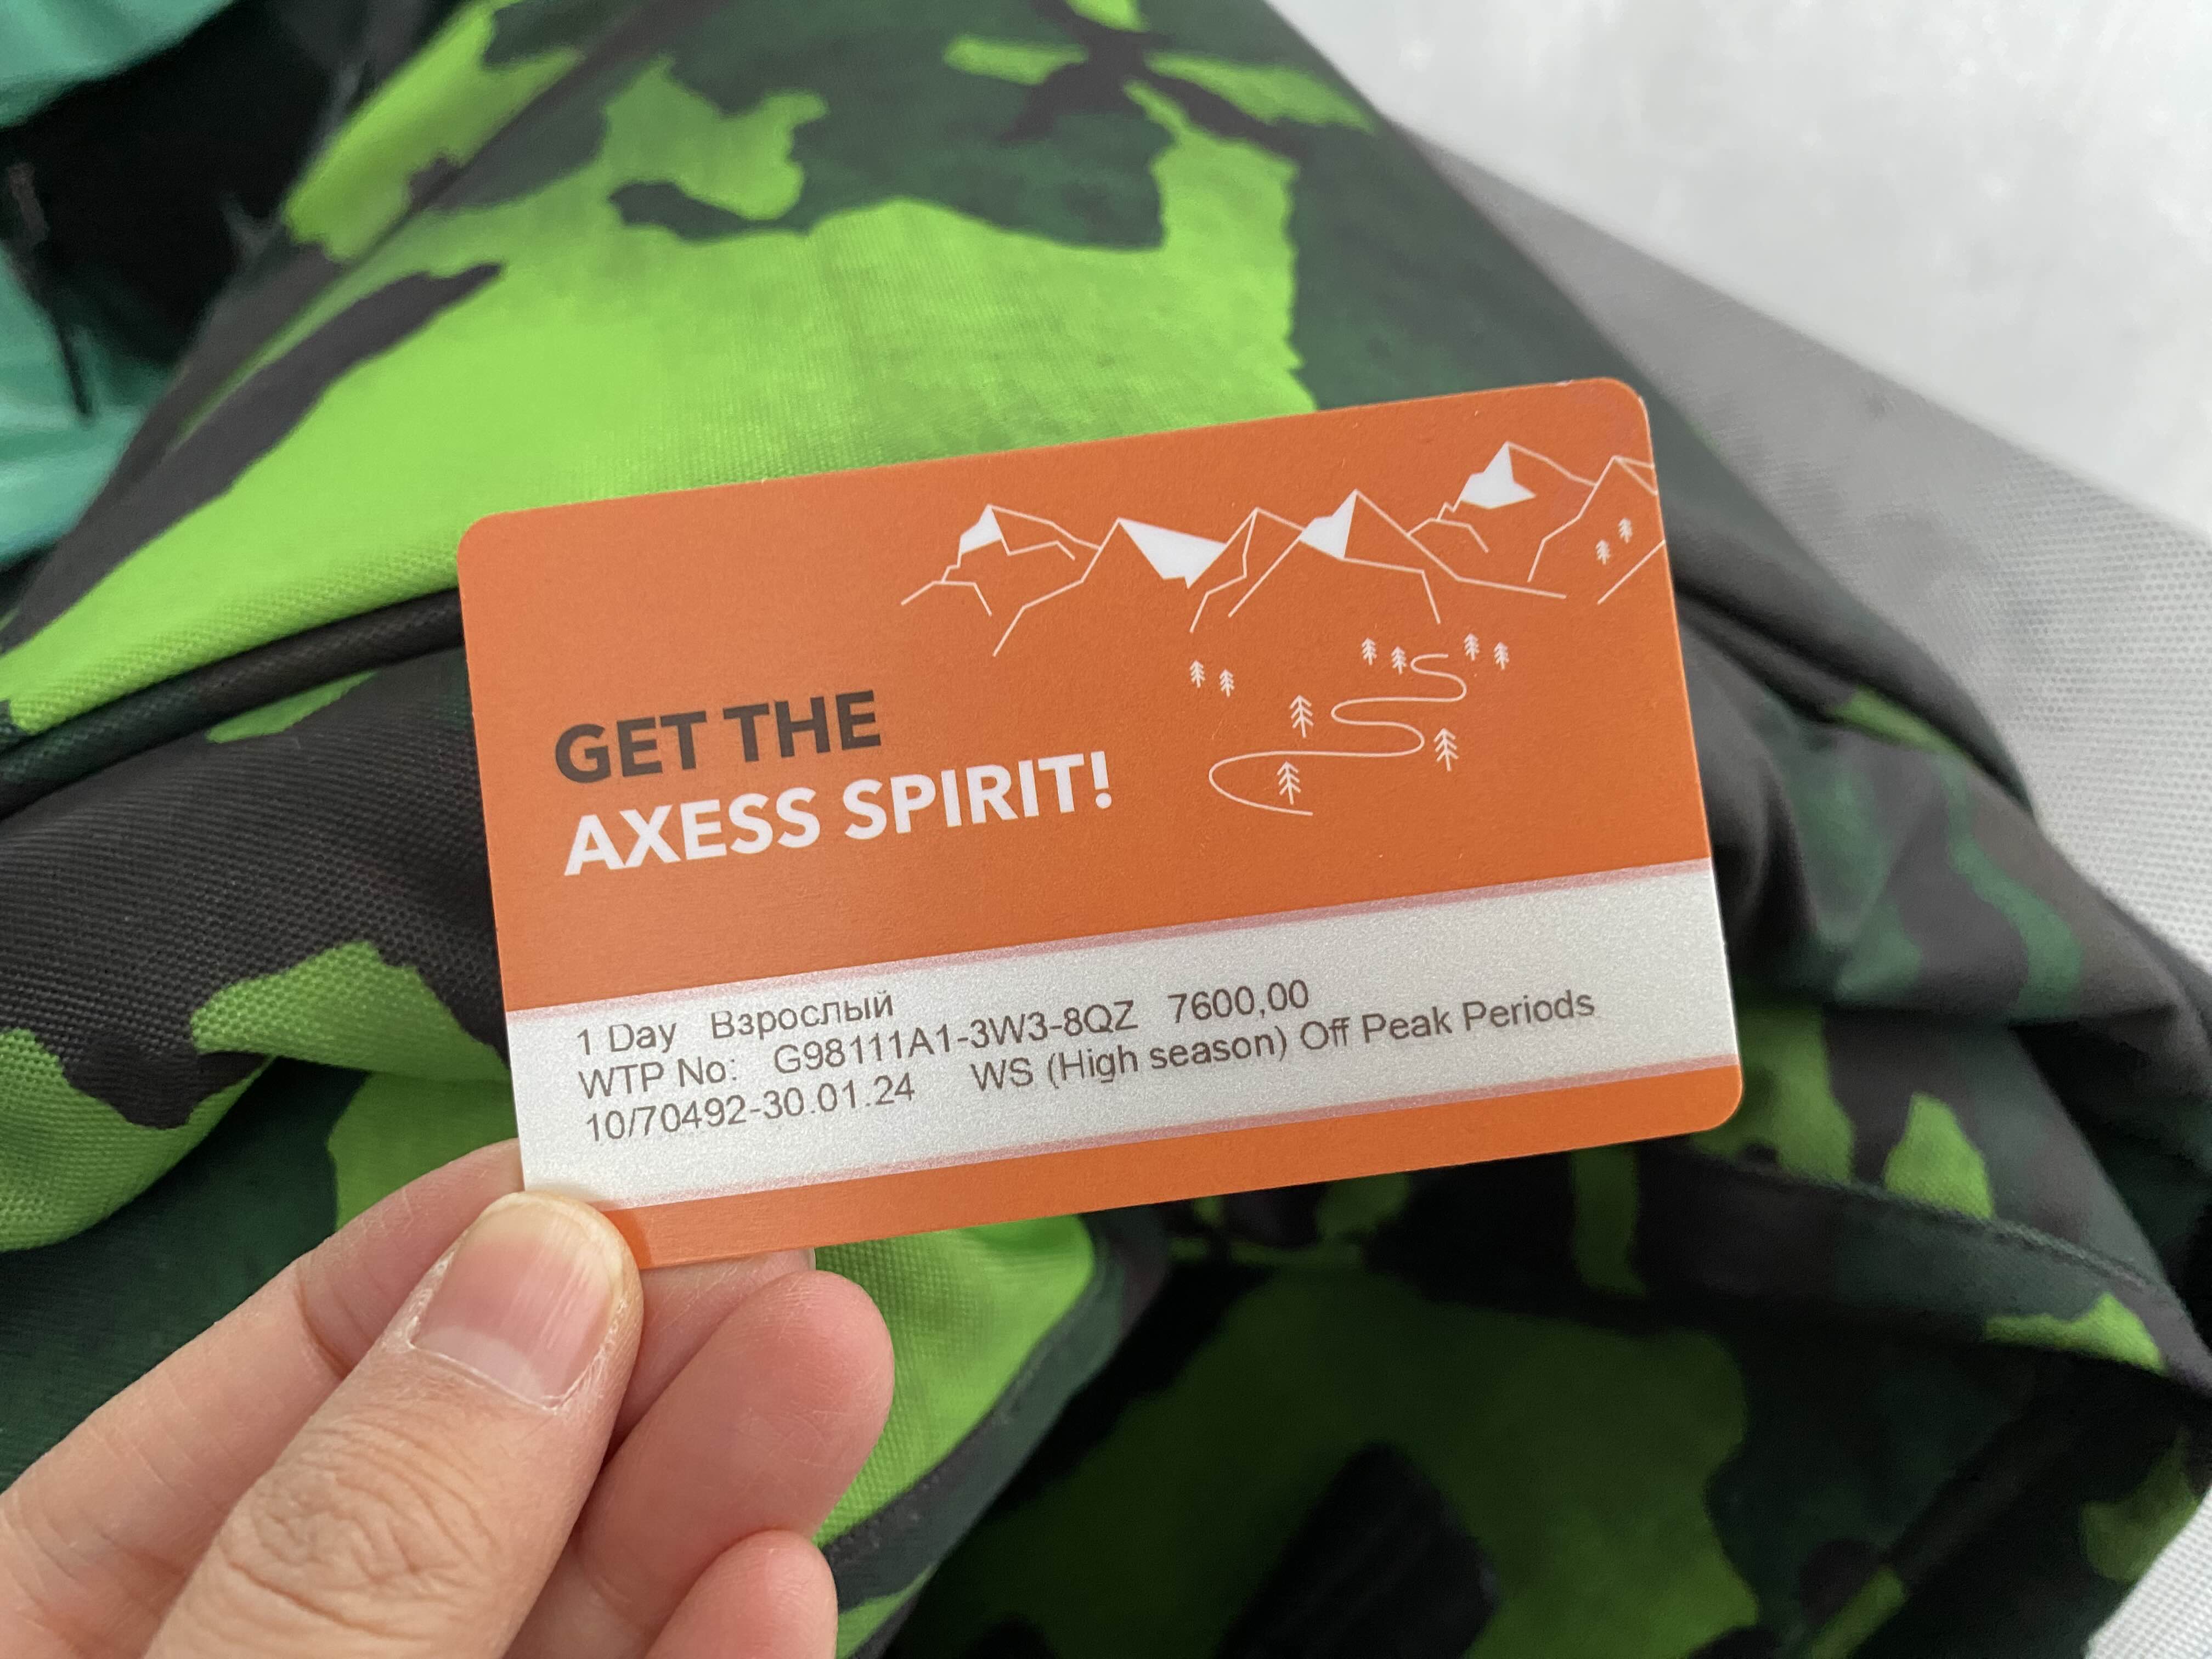 GET THE
AXESS SPIRIT!
1 Day Взрослый
WTP No: G98111A1-3W3-8QZ 7600,00
10/70492-30.01.24 WS (High season) Off Peak Periods